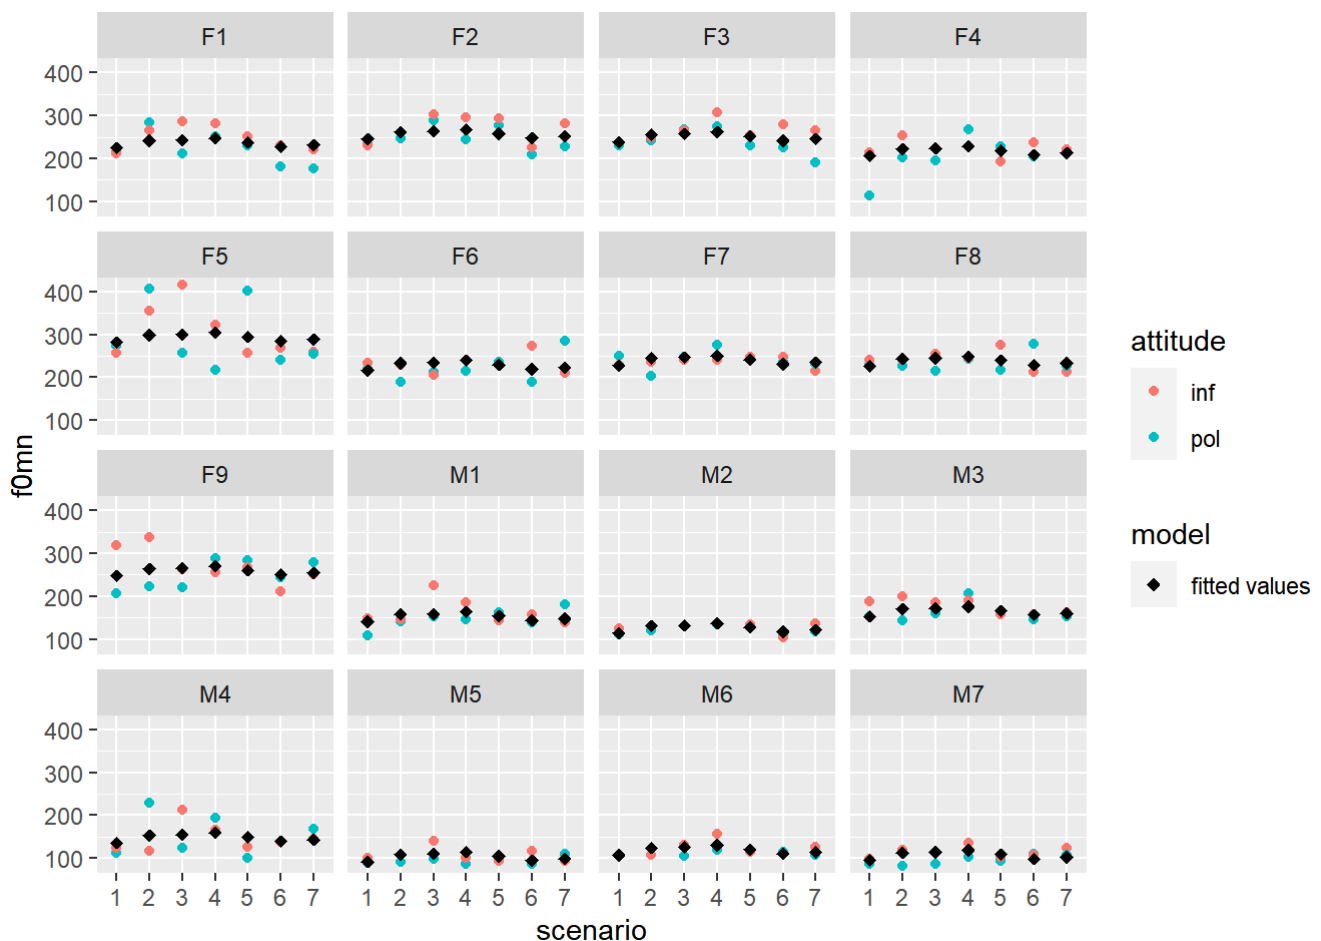 F1 F2 F3 F4
400
300
200
100
F5 F6 F7 F8
400
300
200
100
F9 M1 M2 M3
400
300
200
100
M4 M5 M6 M7
400
300
200
100
1 2 3 4 5 6 7 1 2 3 4 5 6 7 1 2 3 4 5 6 7 1 2 3 4 5 6 7
scenario
f0mn
attitude
inf
pol
model
fitted values